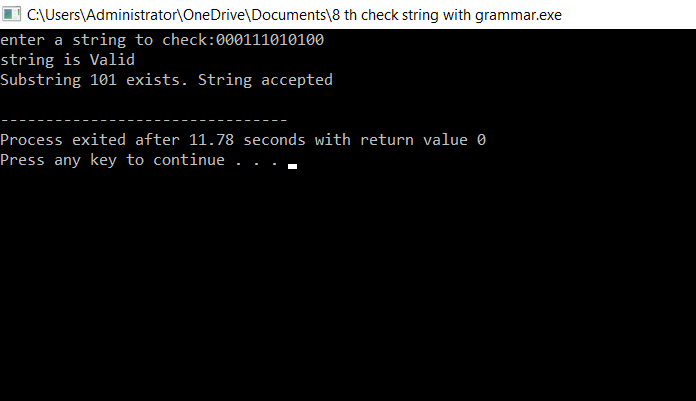 C:\Users\Administrator\OneDrive\Documents\8 th check string with grammar.exe
enter a string to check:000111010100
string is Valid
Substring 101 exists. String accepted
--------------------------------
Process exited after 11.78 seconds with return value 0
Press any key to continue . . .